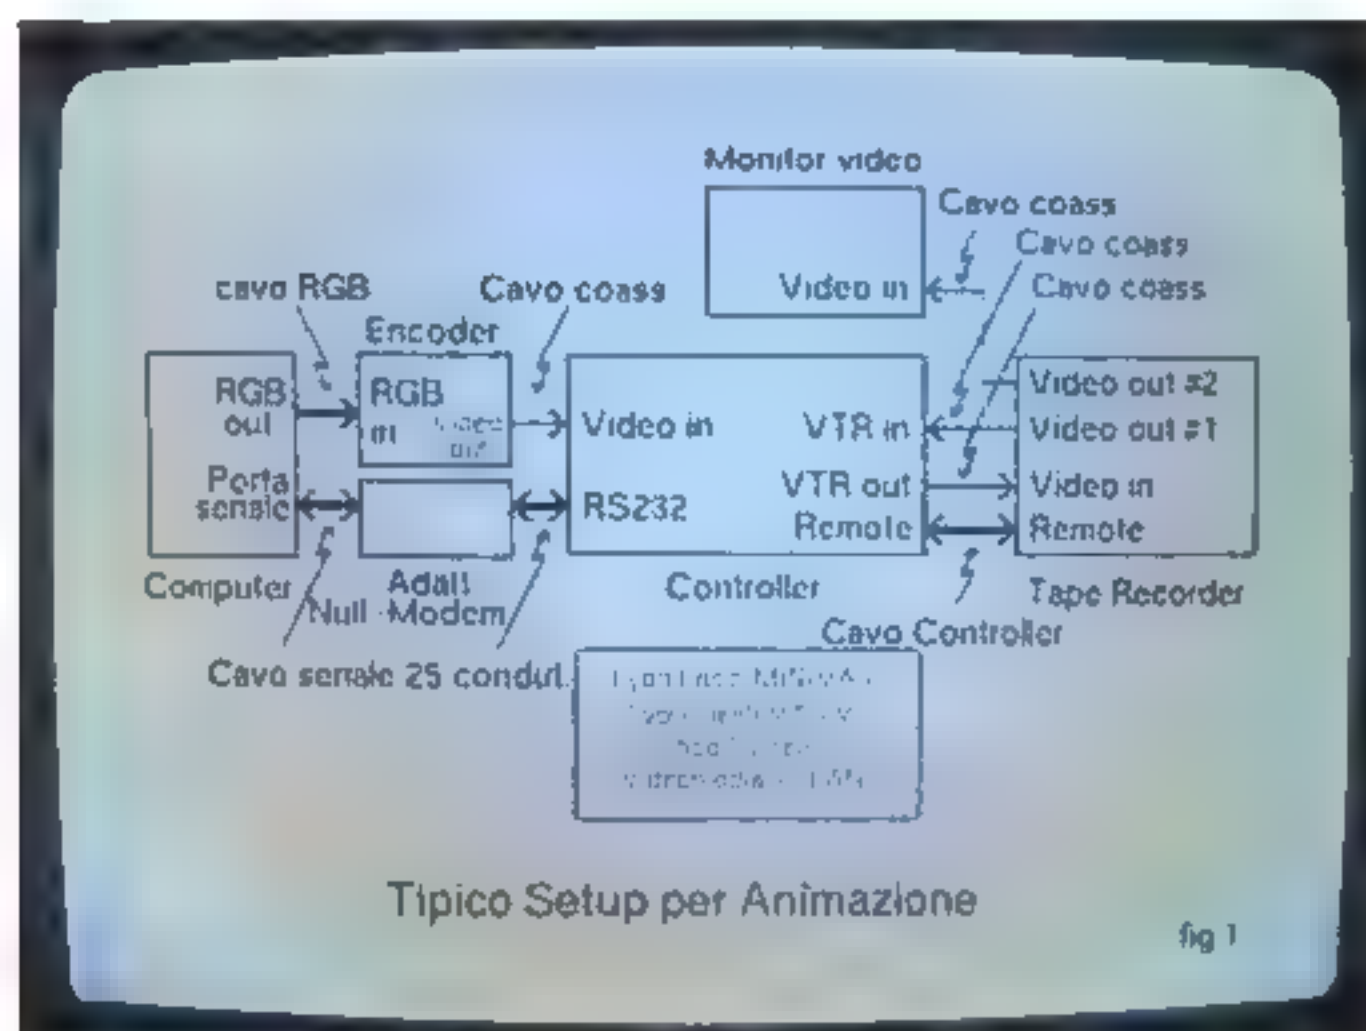 Monitor video
Cavo coass
Cavo coass
Cavo coass
Video in
cavo RGB
Cavo coass
Encoder
RGB
out
RGB
in
video
out
Video in
VTR in
Video out #2
Video out #1
Porta
seriale
RS232
VTR out
Remote
Video in
Remote
Computer
Adatt.
Null-Modem
Controller
Tape Recorder
Cavo Controller
Cavo seriale 25 condut.
Tipico Setup per Animazione
fig 1